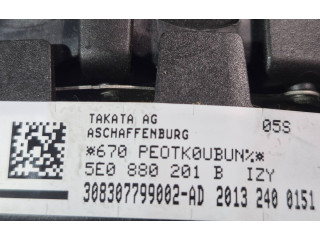 TAKATA AG 05S
ASCHAFFENBURG
*670 PEOTK0UBUN%*
5E0 880 201 B IZY
308307799002-AD 2013 240 0151